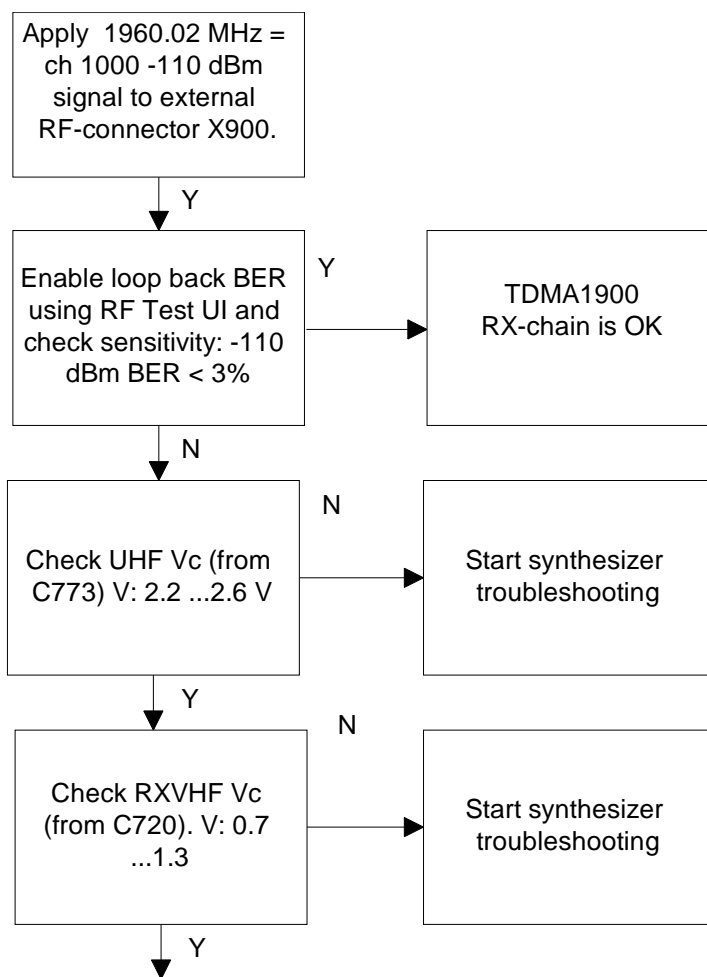 Apply  1960.02 MHz =
ch 1000 -110 dBm
signal to external
RF-connector X900.
Y
Enable loop back BER
using RF Test UI and
check sensitivity: -110
dBm BER < 3%
Y
TDMA1900
RX-chain is OK
N
Check UHF Vc (from
C773) V: 2.2 ...2.6 V
N
Start synthesizer
troubleshooting
Y
Check RXVHF Vc
(from C720). V: 0.7
...1.3
N
Start synthesizer
troubleshooting
Y